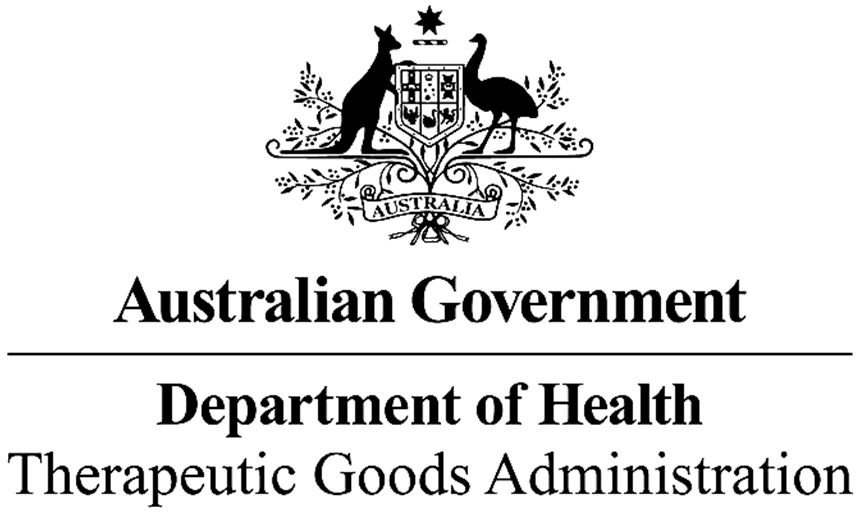 AUSTRALIA
Australian Government
Department of Health
Therapeutic Goods Administration